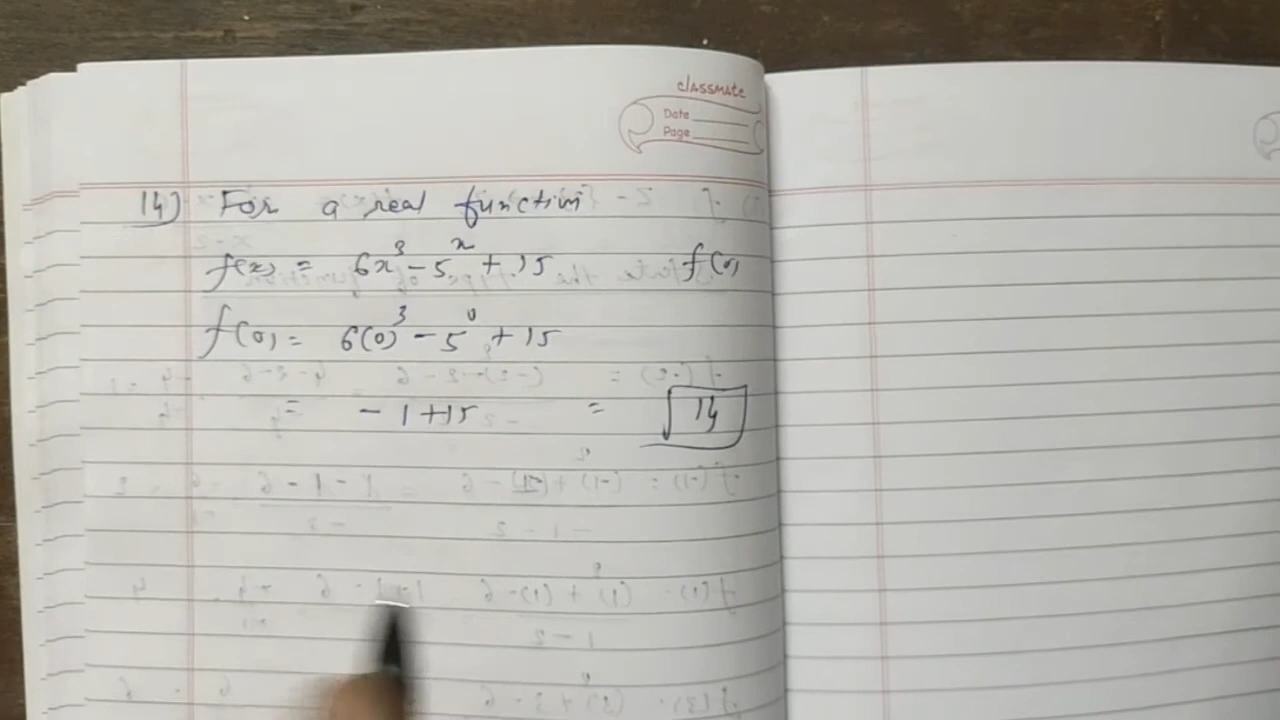 classmate
Date
Page
14) For a real function
f(x) = 6x³ - 5ˣ + 15 f(0)
f(0) = 6(0)³ - 5⁰ + 15
= - 1 + 15 = 14